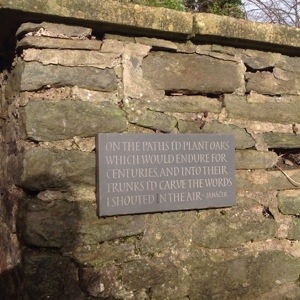 ON THE PATHS I'D PLANT OAKS
WHICH WOULD ENDURE FOR
CENTURIES, AND INTO THEIR
TRUNKS I'D CARVE THE WORDS
I SHOUTED IN THE AIR - JANÁČEK